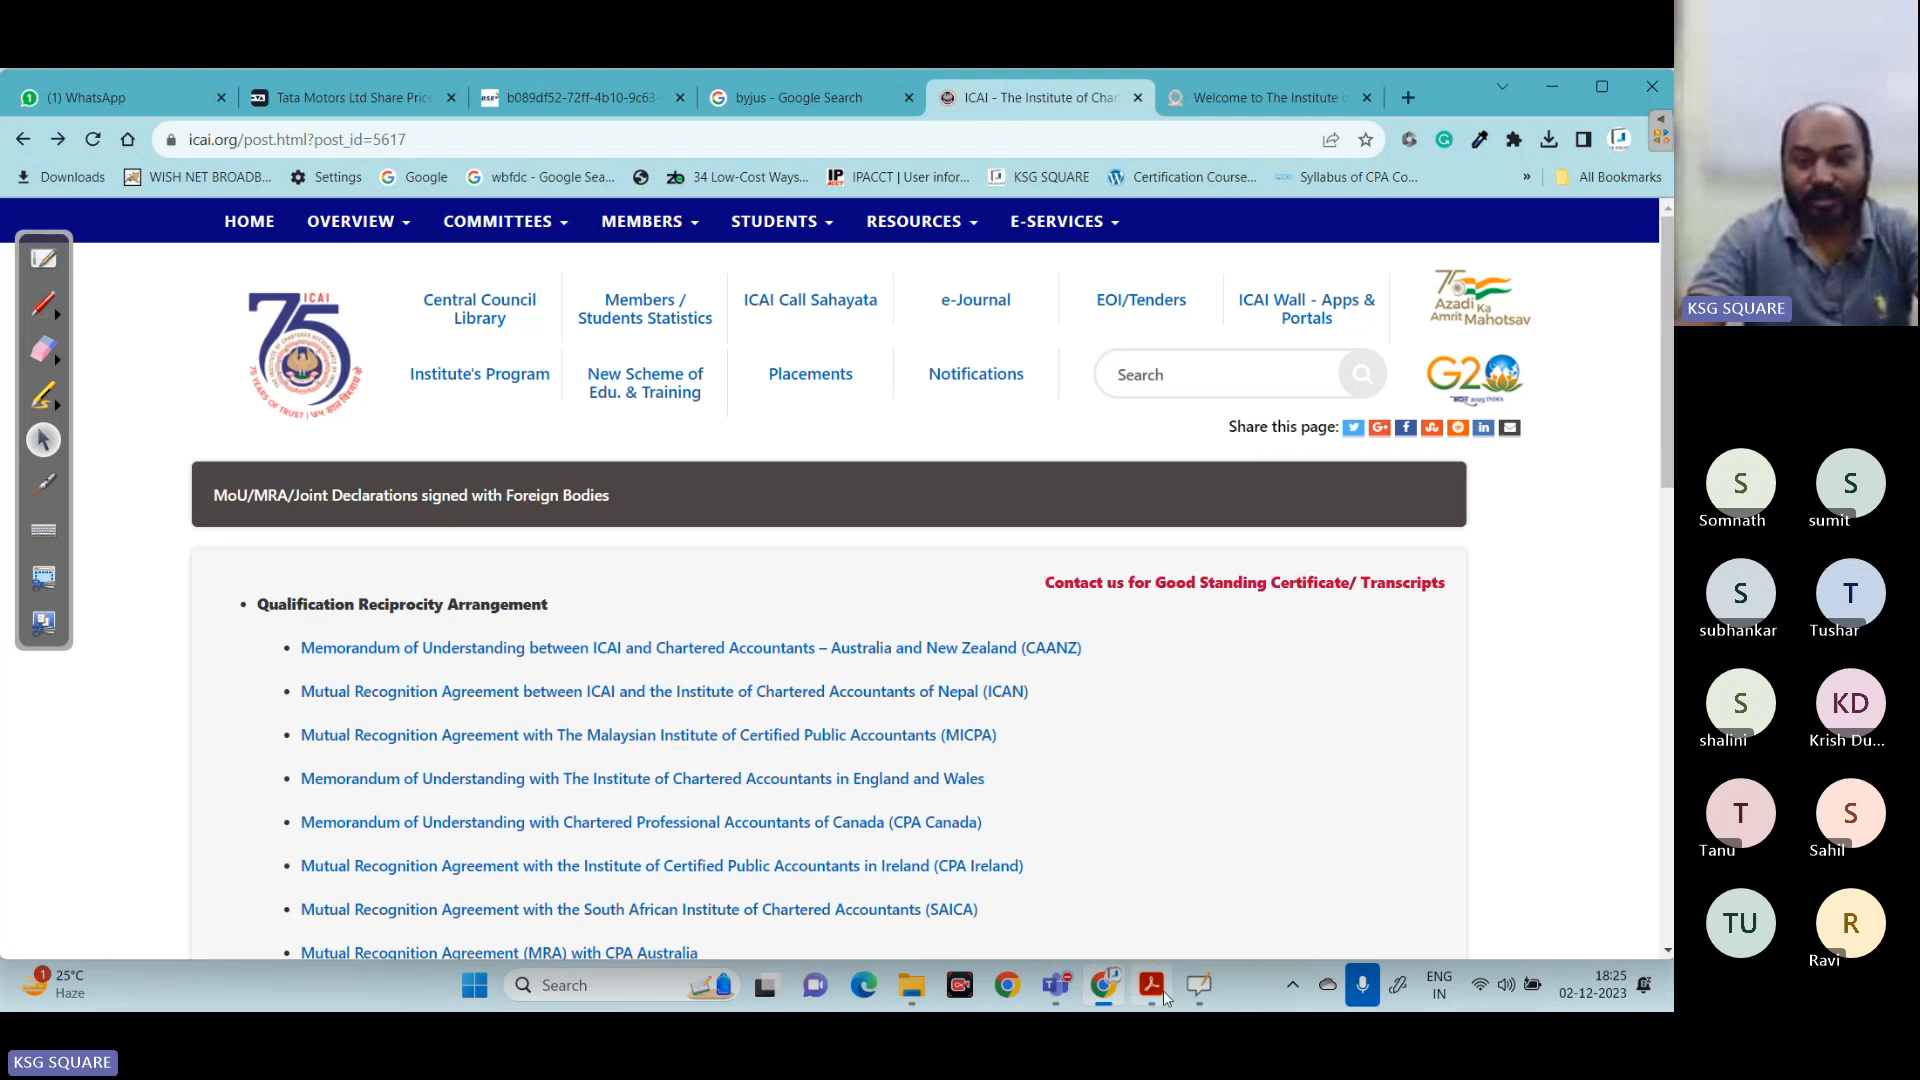 (1) WhatsApp
Tata Motors Ltd Share Pric
b089df52-72ff-4b10-9c63-
byjus - Google Search
ICAI - The Institute of Char
Welcome to The Institute o
icai.org/post.html?post_id=5617
Downloads
WISH NET BROADB...
Settings
Google
wbfdc - Google Sea...
34 Low-Cost Ways...
IPACCT | User infor...
KSG SQUARE
Certification Course...
Syllabus of CPA Co...
»
All Bookmarks
HOME
OVERVIEW
COMMITTEES
MEMBERS
STUDENTS
RESOURCES
E-SERVICES
ICAI
75
75 YEARS OF TRUST
Central Council
Library
Members /
Students Statistics
ICAI Call Sahayata
e-Journal
EOI/Tenders
ICAI Wall - Apps &
Portals
Azadi
Ka
Amrit Mahotsav
Institute's Program
New Scheme of
Edu. & Training
Placements
Notifications
Search
G20
Share this page:
MoU/MRA/Joint Declarations signed with Foreign Bodies
Contact us for Good Standing Certificate/ Transcripts
• Qualification Reciprocity Arrangement
• Memorandum of Understanding between ICAI and Chartered Accountants – Australia and New Zealand (CAANZ)
• Mutual Recognition Agreement between ICAI and the Institute of Chartered Accountants of Nepal (ICAN)
• Mutual Recognition Agreement with The Malaysian Institute of Certified Public Accountants (MICPA)
• Memorandum of Understanding with The Institute of Chartered Accountants in England and Wales
• Memorandum of Understanding with Chartered Professional Accountants of Canada (CPA Canada)
• Mutual Recognition Agreement with the Institute of Certified Public Accountants in Ireland (CPA Ireland)
• Mutual Recognition Agreement with the South African Institute of Chartered Accountants (SAICA)
• Mutual Recognition Agreement (MRA) with CPA Australia
1
25°C
Haze
Search
ENG
IN
18:25
02-12-2023
KSG SQUARE
KSG SQUARE
S
Somnath
S
sumit
S
subhankar
T
Tushar
S
shalini
KD
Krish Du...
T
Tanu
S
Sahil
TU
R
Ravi